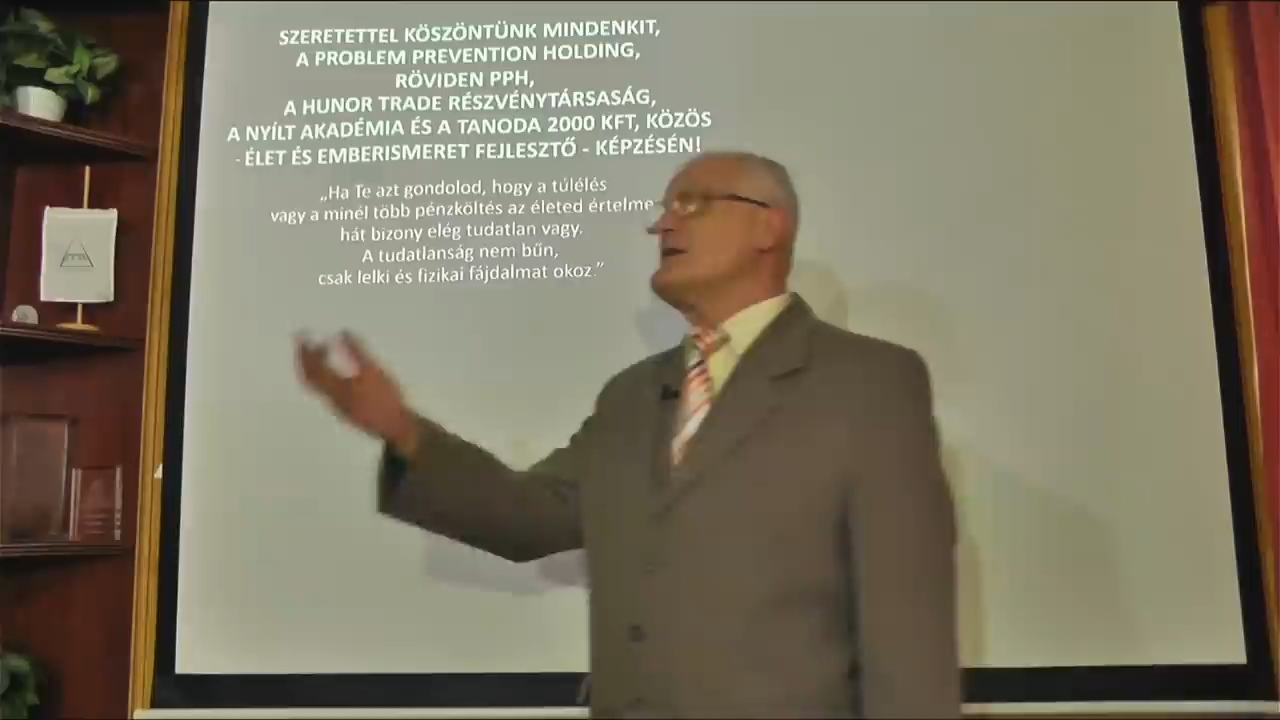 SZERETETTEL KÖSZÖNTÜNK MINDENKIT,
A PROBLEM PREVENTION HOLDING,
RÖVIDEN PPH,
A HUNOR TRADE RÉSZVÉNYTÁRSASÁG,
A NYÍLT AKADÉMIA ÉS A TANODA 2000 KFT, KÖZÖS
- ÉLET ÉS EMBERISMERET FEJLESZTŐ - KÉPZÉSÉN!
„Ha Te azt gondolod, hogy a túlélés
vagy a minél több pénzköltés az életed értelme
hát bizony elég tudatlan vagy.
A tudatlanság nem bűn,
csak lelki és fizikai fájdalmat okoz.”